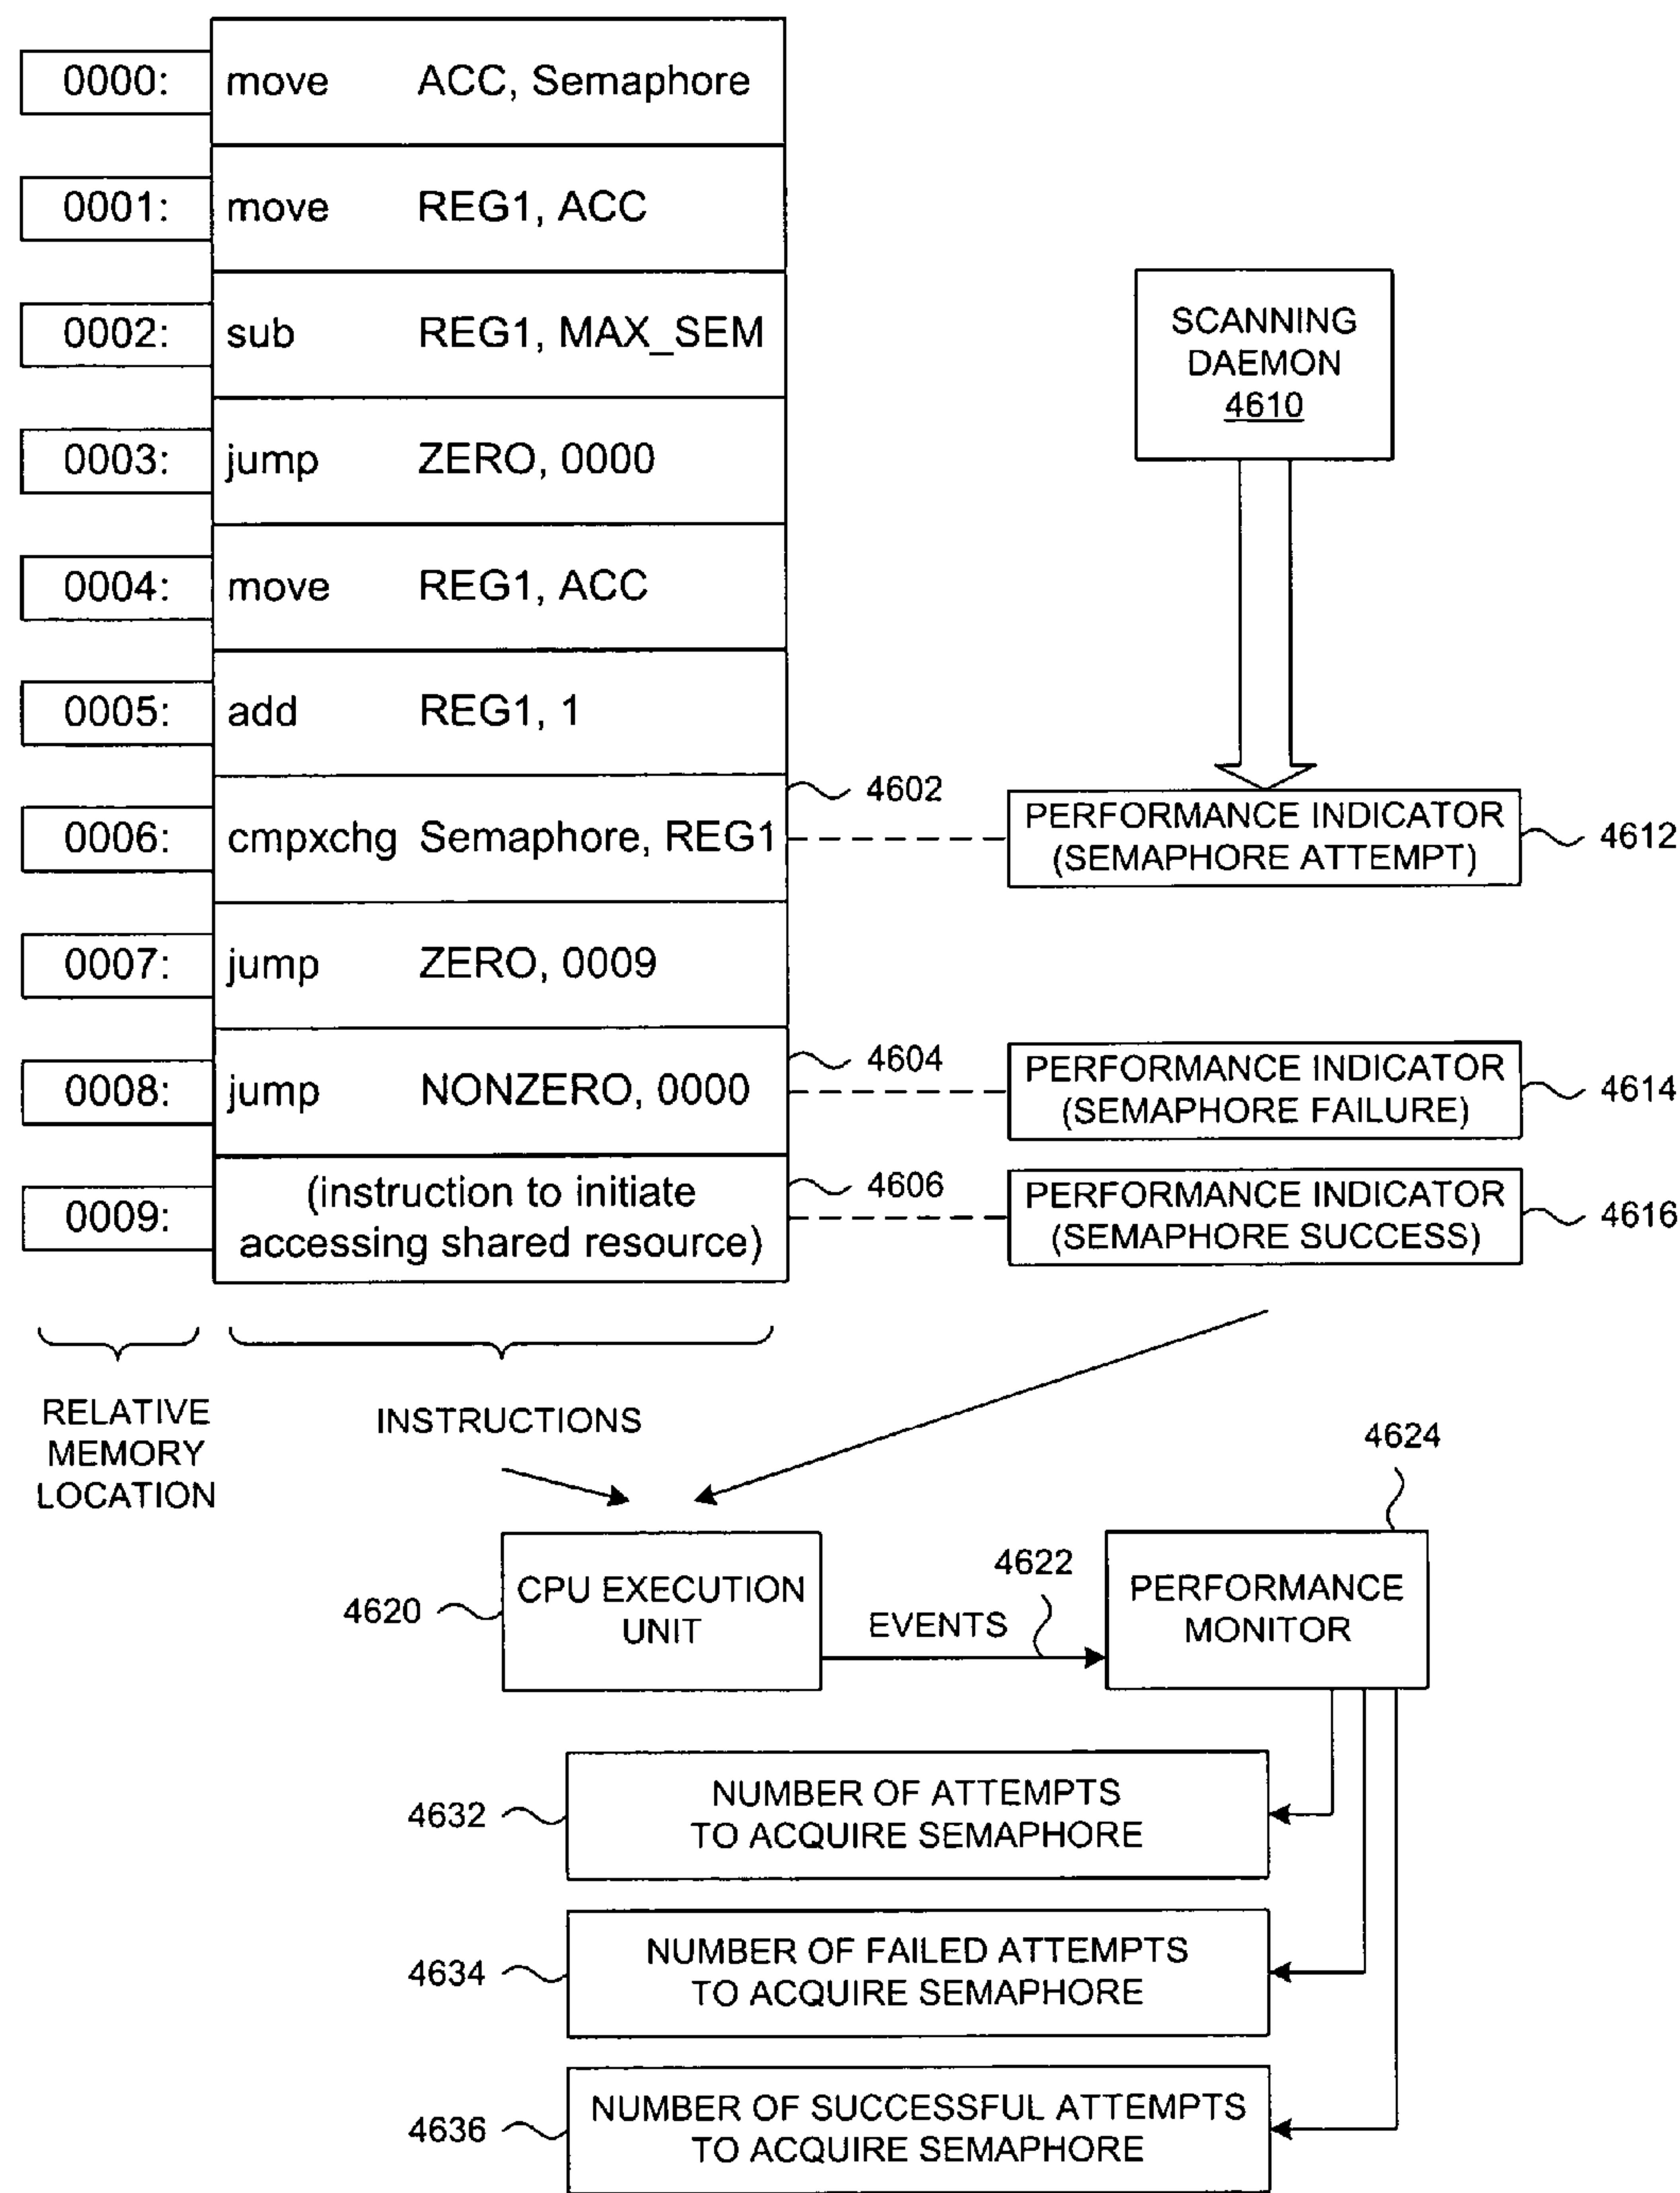 0000: move ACC, Semaphore
0001: move REG1, ACC
0002: sub REG1, MAX_SEM
0003: jump ZERO, 0000
0004: move REG1, ACC
0005: add REG1, 1
0006: cmpxchg Semaphore, REG1
0007: jump ZERO, 0009
0008: jump NONZERO, 0000
0009: (instruction to initiate
accessing shared resource)
4602
4604
4606
SCANNING
DAEMON
4610
PERFORMANCE INDICATOR
(SEMAPHORE ATTEMPT)
4612
PERFORMANCE INDICATOR
(SEMAPHORE FAILURE)
4614
PERFORMANCE INDICATOR
(SEMAPHORE SUCCESS)
4616
RELATIVE
MEMORY
LOCATION
INSTRUCTIONS
4620
CPU EXECUTION
UNIT
EVENTS
4622
4624
PERFORMANCE
MONITOR
4632
NUMBER OF ATTEMPTS
TO ACQUIRE SEMAPHORE
4634
NUMBER OF FAILED ATTEMPTS
TO ACQUIRE SEMAPHORE
4636
NUMBER OF SUCCESSFUL ATTEMPTS
TO ACQUIRE SEMAPHORE